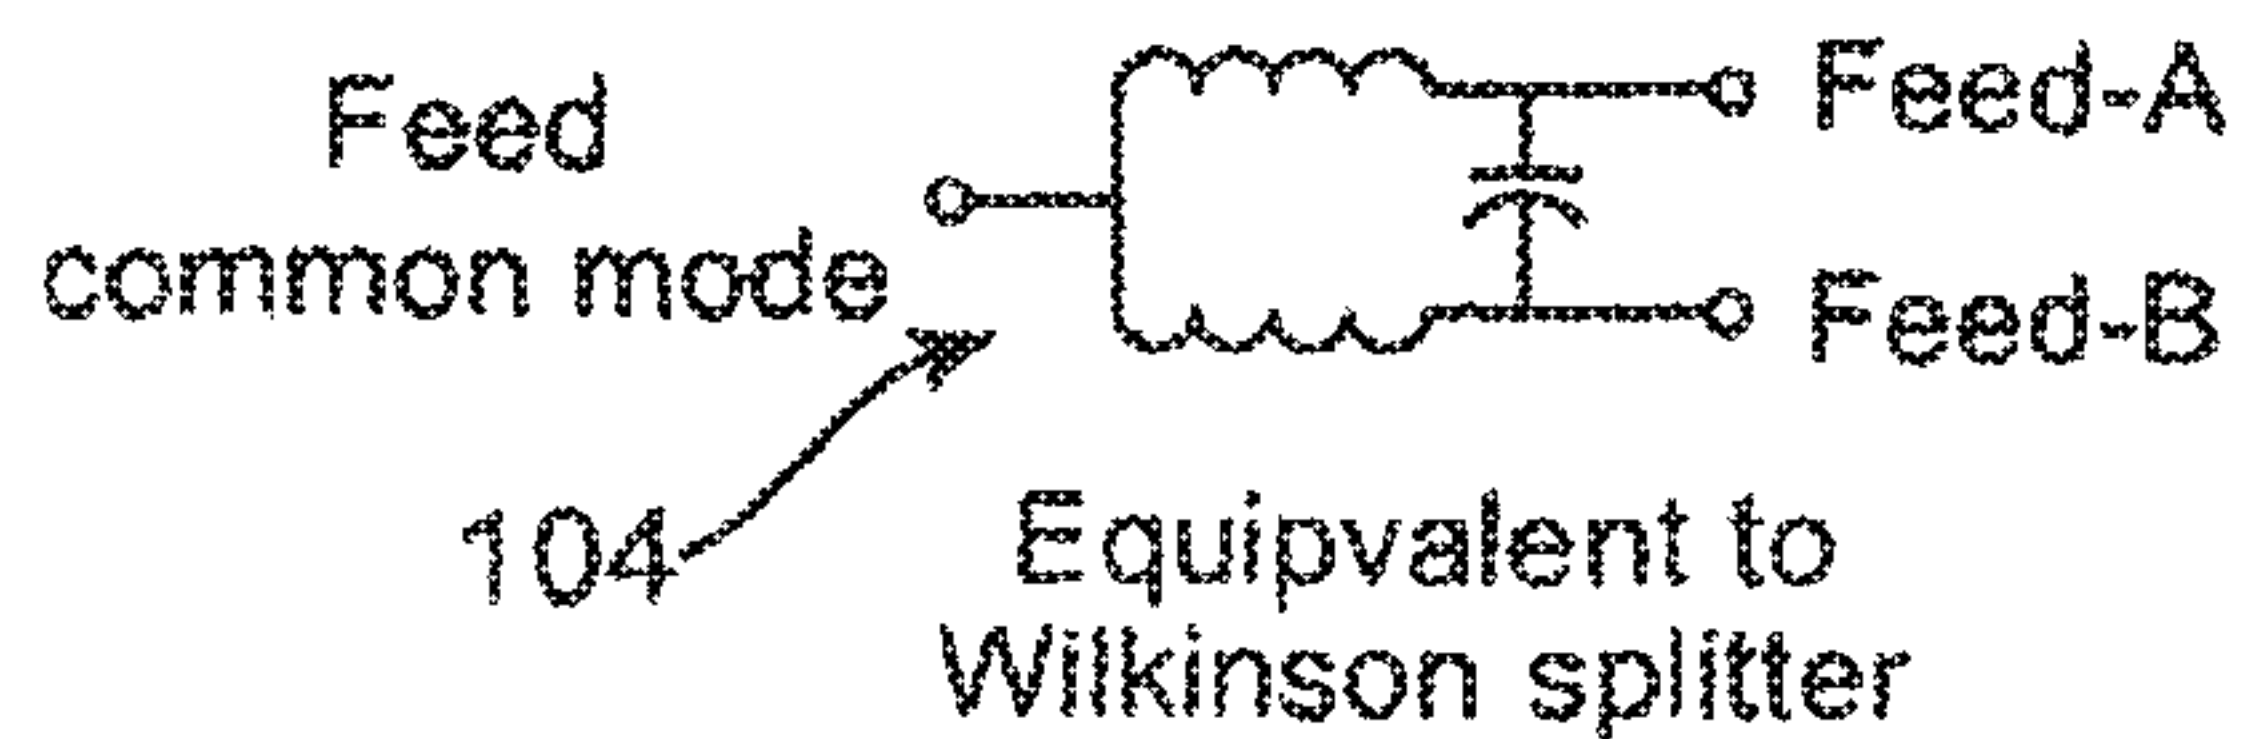 Feed
common mode
Feed-A
Feed-B
104
Equipvalent to
Wilkinson splitter